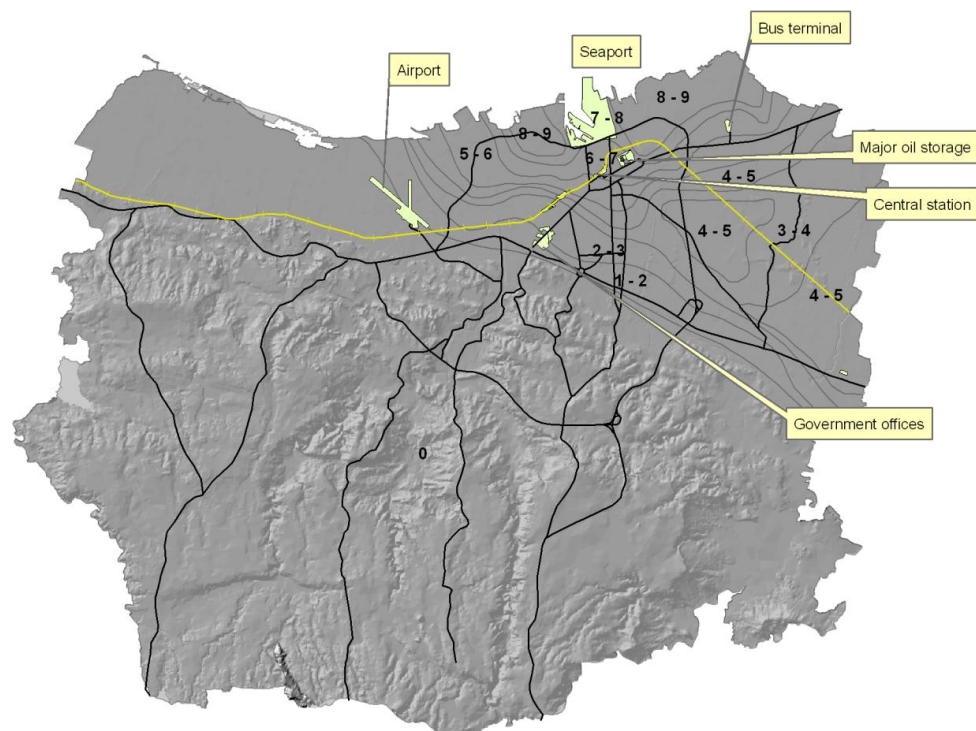 Bus terminal
Seaport
Airport
8 - 9
7 - 8
8 - 9
5 - 6
6 - 7
Major oil storage
4 - 5
Central station
4 - 5
3 - 4
2 - 3
1 - 2
4 - 5
Government offices
0